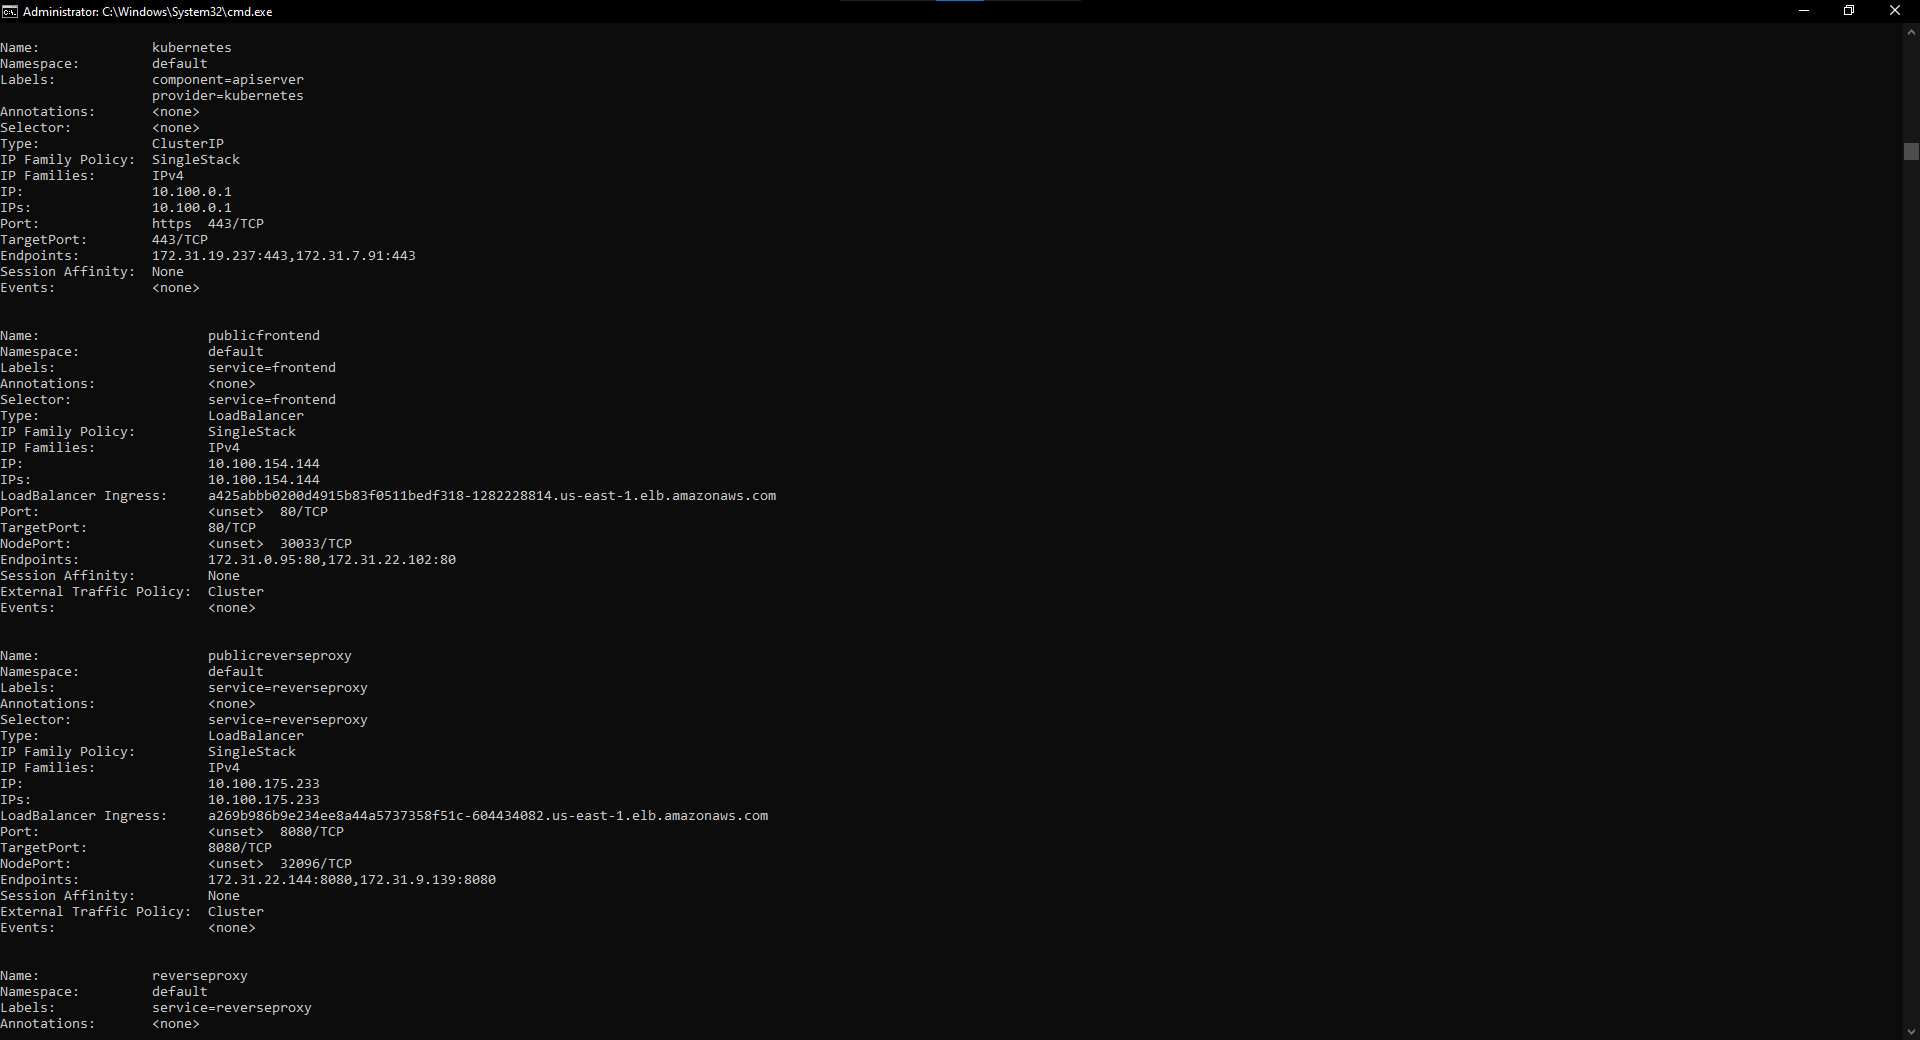 Administrator: C:\Windows\System32\cmd.exe
Name: kubernetes
Namespace: default
Labels: component=apiserver
provider=kubernetes
Annotations: <none>
Selector: <none>
Type: ClusterIP
IP Family Policy: SingleStack
IP Families: IPv4
IP: 10.100.0.1
IPs: 10.100.0.1
Port: https 443/TCP
TargetPort: 443/TCP
Endpoints: 172.31.19.237:443,172.31.7.91:443
Session Affinity: None
Events: <none>
Name: publicfrontend
Namespace: default
Labels: service=frontend
Annotations: <none>
Selector: service=frontend
Type: LoadBalancer
IP Family Policy: SingleStack
IP Families: IPv4
IP: 10.100.154.144
IPs: 10.100.154.144
LoadBalancer Ingress: a425abbb0200d4915b83f0511bedf318-1282228814.us-east-1.elb.amazonaws.com
Port: <unset> 80/TCP
TargetPort: 80/TCP
NodePort: <unset> 30033/TCP
Endpoints: 172.31.0.95:80,172.31.22.102:80
Session Affinity: None
External Traffic Policy: Cluster
Events: <none>
Name: publicreverseproxy
Namespace: default
Labels: service=reverseproxy
Annotations: <none>
Selector: service=reverseproxy
Type: LoadBalancer
IP Family Policy: SingleStack
IP Families: IPv4
IP: 10.100.175.233
IPs: 10.100.175.233
LoadBalancer Ingress: a269b986b9e234ee8a44a5737358f51c-604434082.us-east-1.elb.amazonaws.com
Port: <unset> 8080/TCP
TargetPort: 8080/TCP
NodePort: <unset> 32096/TCP
Endpoints: 172.31.22.144:8080,172.31.9.139:8080
Session Affinity: None
External Traffic Policy: Cluster
Events: <none>
Name: reverseproxy
Namespace: default
Labels: service=reverseproxy
Annotations: <none>